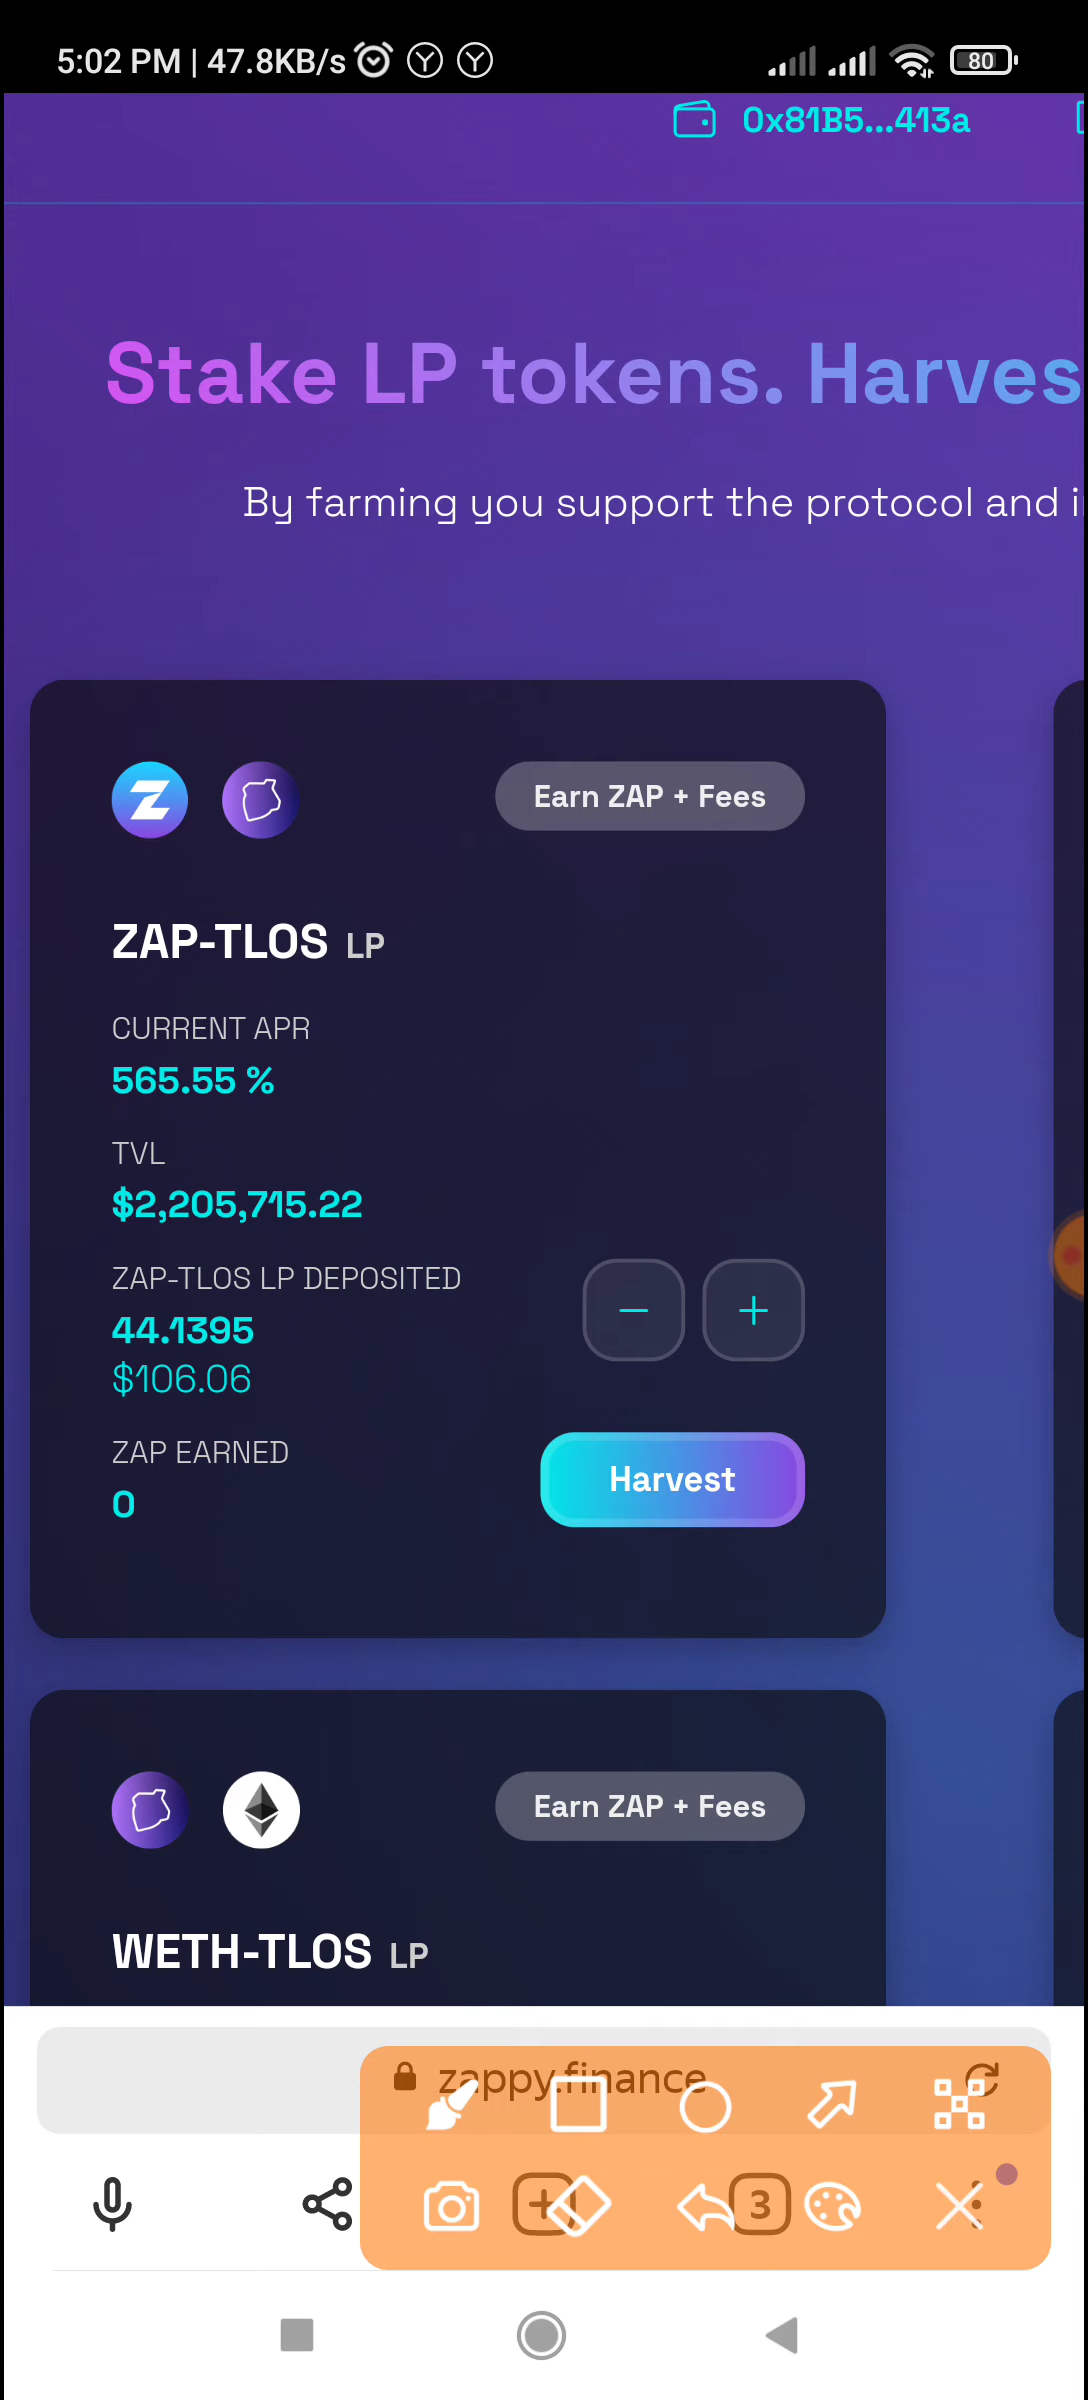 5:02 PM | 47.8KB/s
80
0x81B5...413a
Stake LP tokens. Harves
By farming you support the protocol and i
Earn ZAP + Fees
ZAP-TLOS LP
CURRENT APR
565.55 %
TVL
$2,205,715.22
ZAP-TLOS LP DEPOSITED
44.1395
$106.06
ZAP EARNED
0
Harvest
Earn ZAP + Fees
WETH-TLOS LP
zappy.finance
3